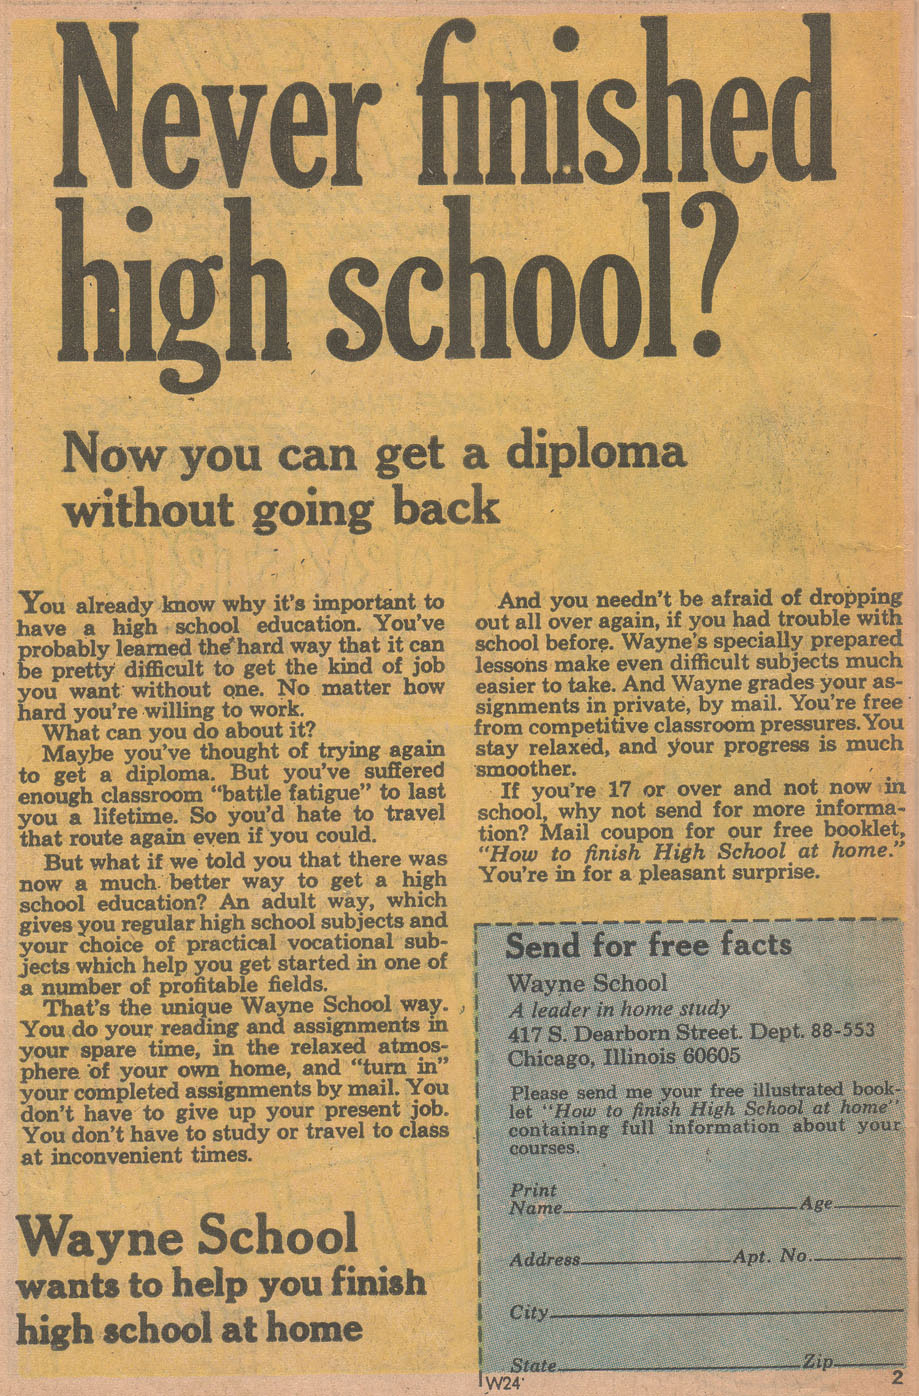 Never finished
high school?
Now you can get a diploma
without going back
You already know why it's important to
have a high school education. You've
probably learned the hard way that it can
be pretty difficult to get the kind of job
you want without one. No matter how
hard you're willing to work.
What can you do about it?
Maybe you've thought of trying again
to get a diploma. But you've suffered
enough classroom "battle fatigue" to last
you a lifetime. So you'd hate to travel
that route again even if you could.
But what if we told you that there was
now a much better way to get a high
school education? An adult way, which
gives you regular high school subjects and
your choice of practical vocational sub-
jects which help you get started in one of
a number of profitable fields.
That's the unique Wayne School way.
You do your reading and assignments in
your spare time, in the relaxed atmos-
phere of your own home, and "turn in"
your completed assignments by mail. You
don't have to give up your present job.
You don't have to study or travel to class
at inconvenient times.
Wayne School
wants to help you finish
high school at home
And you needn't be afraid of dropping
out all over again, if you had trouble with
school before. Wayne's specially prepared
lessons make even difficult subjects much
easier to take. And Wayne grades your as-
signments in private, by mail. You're free
from competitive classroom pressures. You
stay relaxed, and your progress is much
smoother.
If you're 17 or over and not now in
school, why not send for more informa-
tion? Mail coupon for our free booklet,
"How to finish High School at home."
You're in for a pleasant surprise.
Send for free facts
Wayne School
A leader in home study
417 S. Dearborn Street. Dept. 88-553
Chicago, Illinois 60605
Please send me your free illustrated book-
let "How to finish High School at home"
containing full information about your
courses.
Print
Name Age
Address Apt. No.
City
State Zip
W24 2